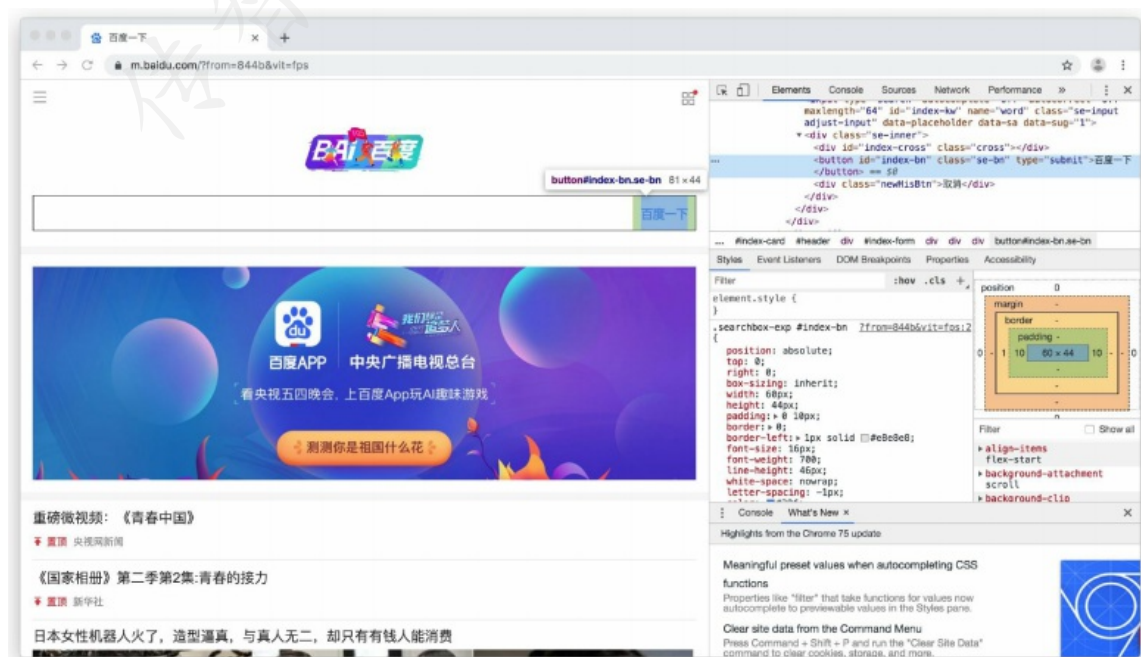 百度一下
m.baidu.com/?from=844b&vit=fps
BAI 百度
button#index-bn.se-bn 81 × 44
百度一下
du
我们都是追梦人
百度APP 中央广播电视总台
看央视五四晚会，上百度App玩AI趣味游戏
测测你是祖国什么花
重磅微视频：《青春中国》
置顶 央视网新闻
《国家相册》第二季第2集:青春的接力
置顶 新华社
日本女性机器人火了，造型逼真，与真人无二，却只有有钱人能消费
Elements Console Sources Network Performance »
maxlength="64" id="index-kw" name="word" class="se-input
adjust-input" data-placeholder data-sa data-sug="1">
▼<div class="se-inner">
<div id="index-cross" class="cross"></div>
<button id="index-bn" class="se-bn" type="submit">百度一下
</button> == $0
<div class="newHisBtn">取消</div>
</div>
</div>
</div>
... #index-card #header div #index-form div div div button#index-bn.se-bn
Styles Event Listeners DOM Breakpoints Properties Accessibility
Filter :hov .cls +
element.style {
}
.searchbox-exp #index-bn ?from=844b&vit=fps:2
{
position: absolute;
top: 0;
right: 0;
box-sizing: inherit;
width: 60px;
height: 44px;
padding:▸ 0 10px;
border:▸ 0;
border-left:▸ 1px solid #e8e8e8;
font-size: 16px;
font-weight: 700;
line-height: 46px;
white-space: nowrap;
letter-spacing: -1px;
position 0
margin -
border -
padding -
0 - 1 10 60 × 44 10 - - 0
-
-
-
Filter Show all
▸align-items
flex-start
▸background-attachment
scroll
▸background-clip
Console What's New ×
Highlights from the Chrome 75 update
Meaningful preset values when autocompleting CSS
functions
Properties like "filter" that take functions for values now
autocomplete to previewable values in the Styles pane.
Clear site data from the Command Menu
Press Command + Shift + P and run the "Clear Site Data"
command to clear cookies, storage, and more.